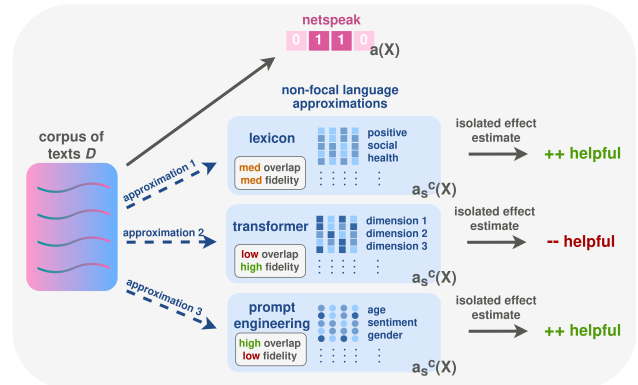 netspeak
0 1 1 0
a(X)
non-focal language
approximations
corpus of
texts D
approximation 1
lexicon
med overlap
med fidelity
positive
social
health
as^c(X)
isolated effect
estimate
++ helpful
approximation 2
transformer
low overlap
high fidelity
dimension 1
dimension 2
dimension 3
as^c(X)
isolated effect
estimate
-- helpful
approximation 3
prompt
engineering
high overlap
low fidelity
age
sentiment
gender
as^c(X)
isolated effect
estimate
++ helpful